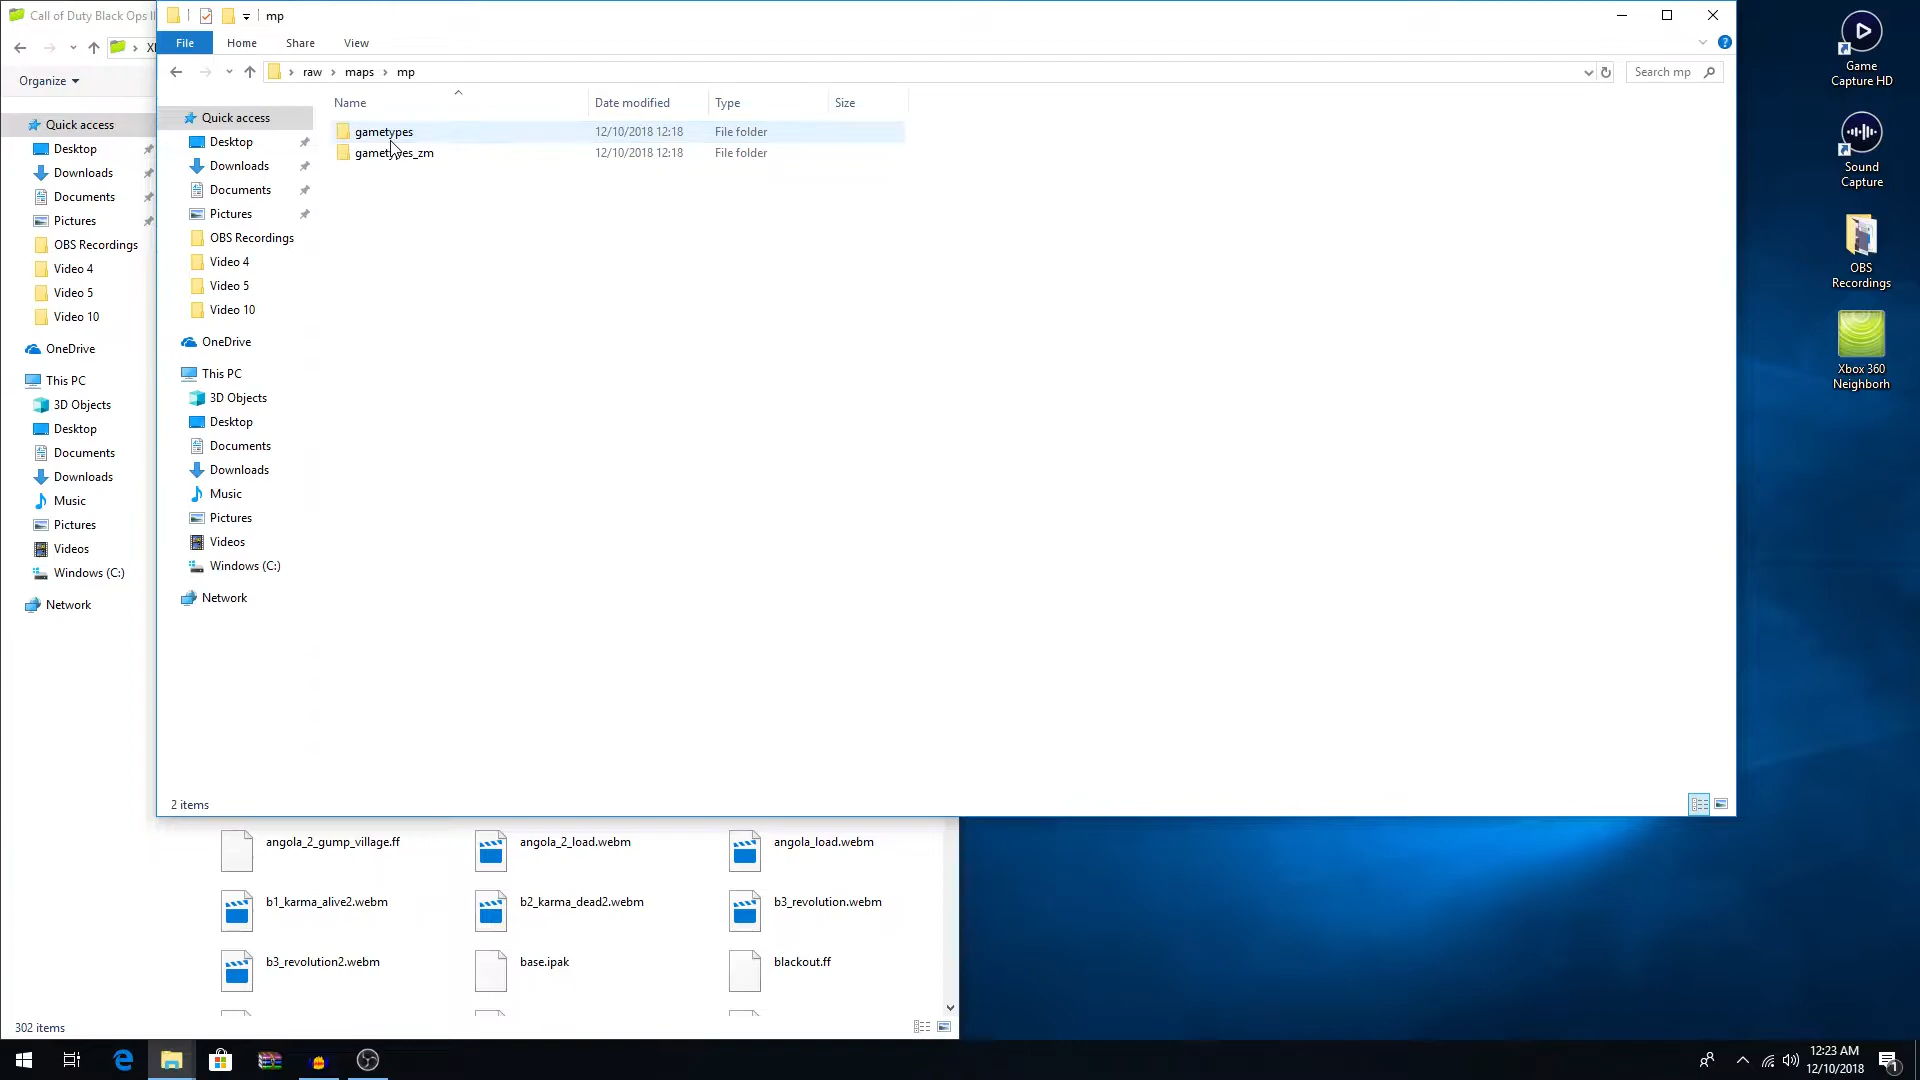 Call of Duty Black Ops II
Organize
Quick access
Desktop
Downloads
Documents
Pictures
OBS Recordings
Video 4
Video 5
Video 10
OneDrive
This PC
3D Objects
Desktop
Documents
Downloads
Music
Pictures
Videos
Windows (C:)
Network
302 items
mp
File Home Share View
raw maps mp
Search mp
Name Date modified Type Size
gametypes 12/10/2018 12:18 File folder
gametypes_zm 12/10/2018 12:18 File folder
Quick access
Desktop
Downloads
Documents
Pictures
OBS Recordings
Video 4
Video 5
Video 10
OneDrive
This PC
3D Objects
Desktop
Documents
Downloads
Music
Pictures
Videos
Windows (C:)
Network
2 items
angola_2_gump_village.ff angola_2_load.webm angola_load.webm
b1_karma_alive2.webm b2_karma_dead2.webm b3_revolution.webm
b3_revolution2.webm base.ipak blackout.ff
Game
Capture HD
Sound
Capture
OBS
Recordings
Xbox 360
Neighborh
12:23 AM
12/10/2018
1